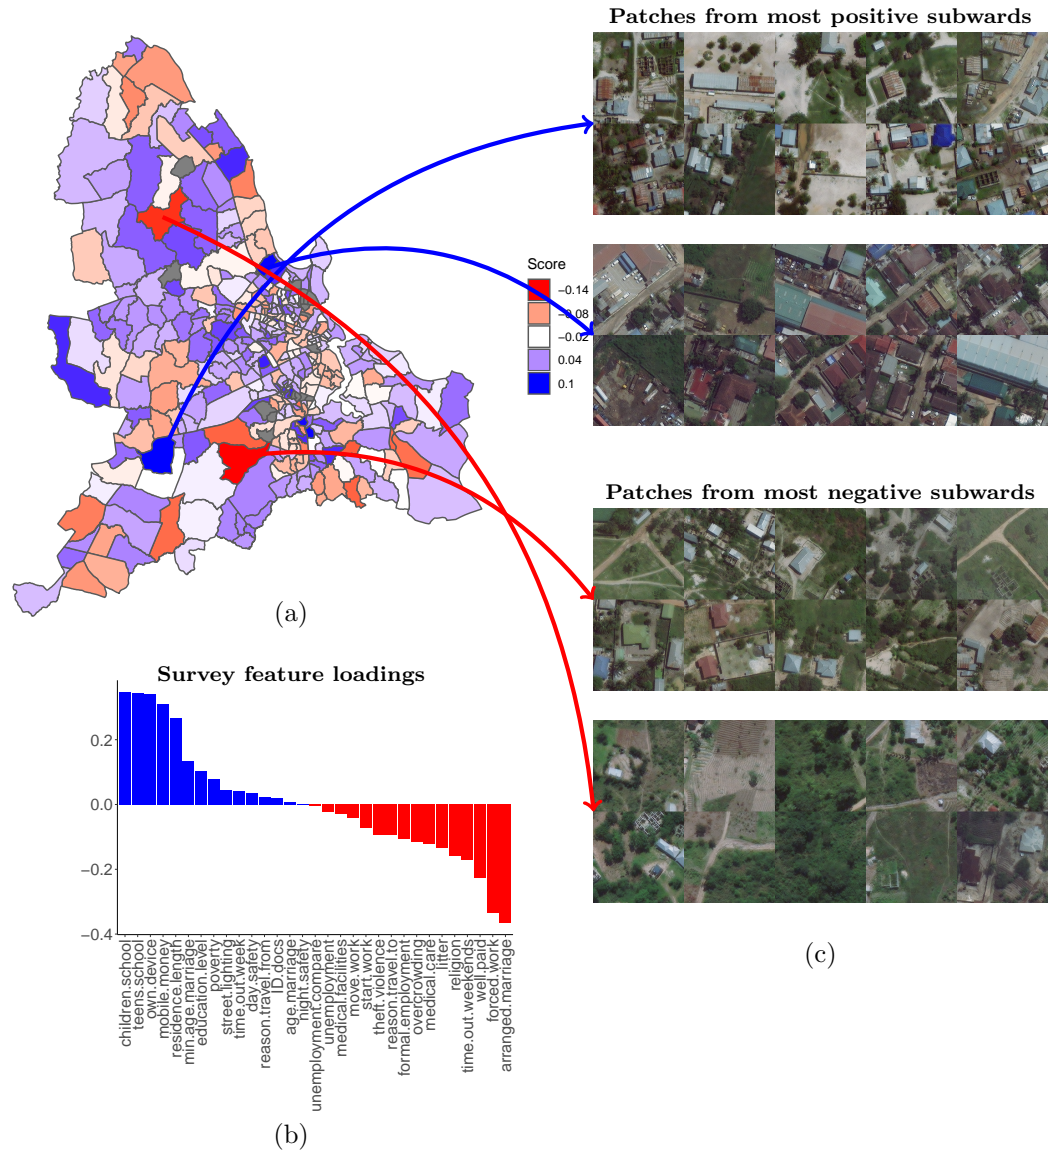 Patches from most positive subwards
Score
−0.14
−0.08
−0.02
0.04
0.1
Patches from most negative subwards
(a)
Survey feature loadings
0.2
0.0
−0.2
−0.4
children.school
teens.school
own.device
mobile.money
residence.length
min.age.marriage
education.level
poverty
street.lighting
time.out.week
day.safety
reason.travel.from
ID.docs
age.marriage
night.safety
unemployment.compare
unemployment
medical.facilities
move.work
start.work
theft.violence
reason.travel.to
formal.employment
overcrowding
medical.care
litter
religion
time.out.weekends
well.paid
forced.work
arranged.marriage
(c)
(b)